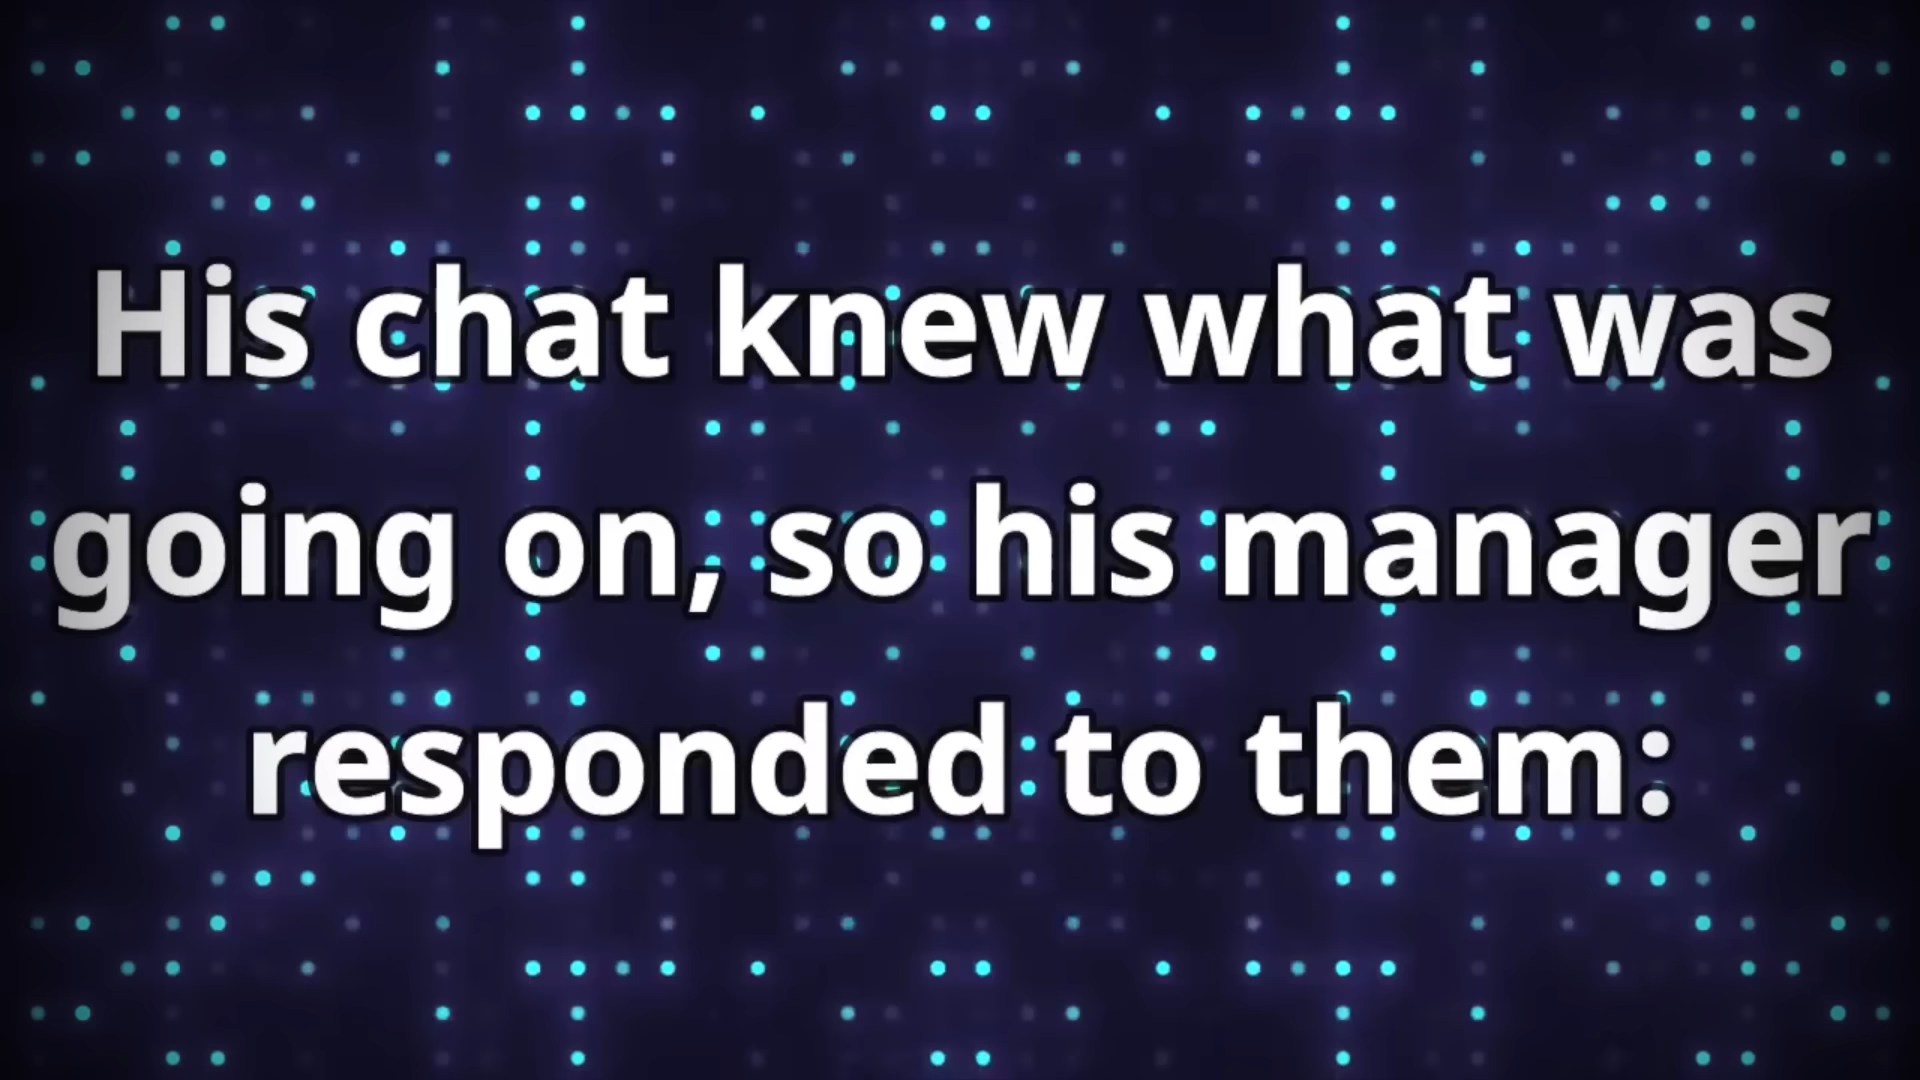 His chat knew what was
going on, so his manager
responded to them: